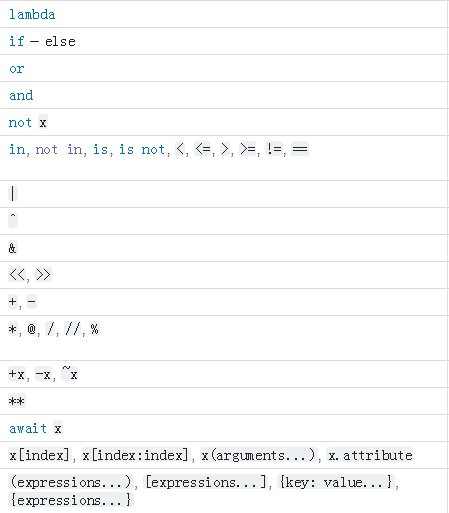 lambda
if – else
or
and
not x
in, not in, is, is not, <, <=, >, >=, !=, ==
|
^
&
<<, >>
+, -
*, @, /, //, %
+x, -x, ~x
**
await x
x[index], x[index:index], x(arguments...), x.attribute
(expressions...), [expressions...], {key: value...},
{expressions...}